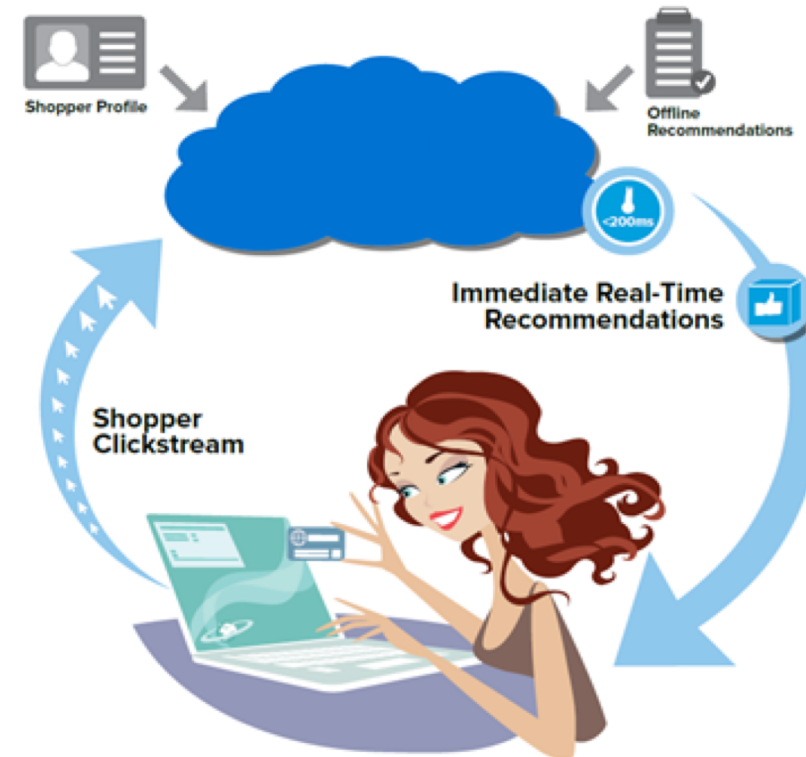 Shopper Profile
Offline
Recommendations
<200ms
Immediate Real-Time
Recommendations
Shopper
Clickstream